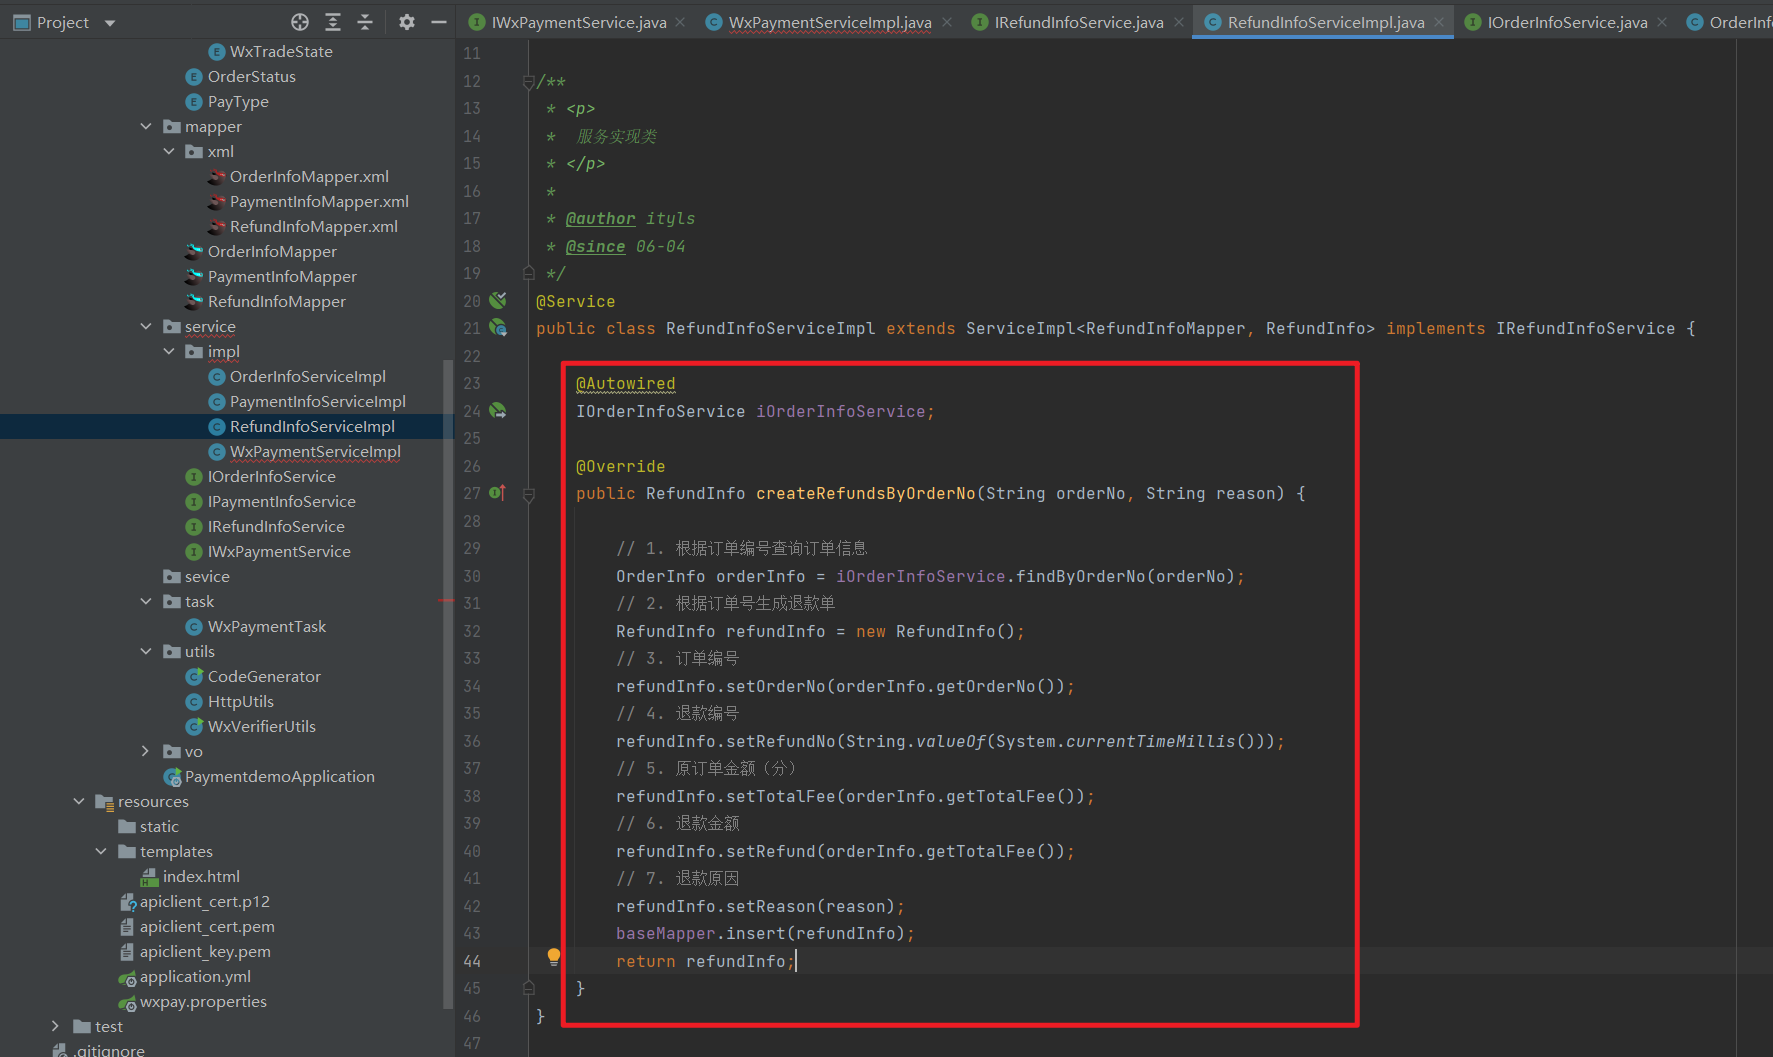 Project
WxTradeState
OrderStatus
PayType
mapper
xml
OrderInfoMapper.xml
PaymentInfoMapper.xml
RefundInfoMapper.xml
OrderInfoMapper
PaymentInfoMapper
RefundInfoMapper
service
impl
OrderInfoServiceImpl
PaymentInfoServiceImpl
RefundInfoServiceImpl
WxPaymentServiceImpl
IOrderInfoService
IPaymentInfoService
IRefundInfoService
IWxPaymentService
sevice
task
WxPaymentTask
utils
CodeGenerator
HttpUtils
WxVerifierUtils
vo
PaymentdemoApplication
resources
static
templates
index.html
apiclient_cert.p12
apiclient_cert.pem
apiclient_key.pem
application.yml
wxpay.properties
test
.gitignore
IWxPaymentService.java WxPaymentServiceImpl.java IRefundInfoService.java RefundInfoServiceImpl.java IOrderInfoService.java OrderInf
11
12 /**
13 * <p>
14 * 服务实现类
15 * </p>
16 *
17 * @author ityls
18 * @since 06-04
19 */
20 @Service
21 public class RefundInfoServiceImpl extends ServiceImpl<RefundInfoMapper, RefundInfo> implements IRefundInfoService {
22
23 @Autowired
24 IOrderInfoService iOrderInfoService;
25
26 @Override
27 public RefundInfo createRefundsByOrderNo(String orderNo, String reason) {
28
29 // 1. 根据订单编号查询订单信息
30 OrderInfo orderInfo = iOrderInfoService.findByOrderNo(orderNo);
31 // 2. 根据订单号生成退款单
32 RefundInfo refundInfo = new RefundInfo();
33 // 3. 订单编号
34 refundInfo.setOrderNo(orderInfo.getOrderNo());
35 // 4. 退款编号
36 refundInfo.setRefundNo(String.valueOf(System.currentTimeMillis()));
37 // 5. 原订单金额（分）
38 refundInfo.setTotalFee(orderInfo.getTotalFee());
39 // 6. 退款金额
40 refundInfo.setRefund(orderInfo.getTotalFee());
41 // 7. 退款原因
42 refundInfo.setReason(reason);
43 baseMapper.insert(refundInfo);
44 return refundInfo;
45 }
46 }
47